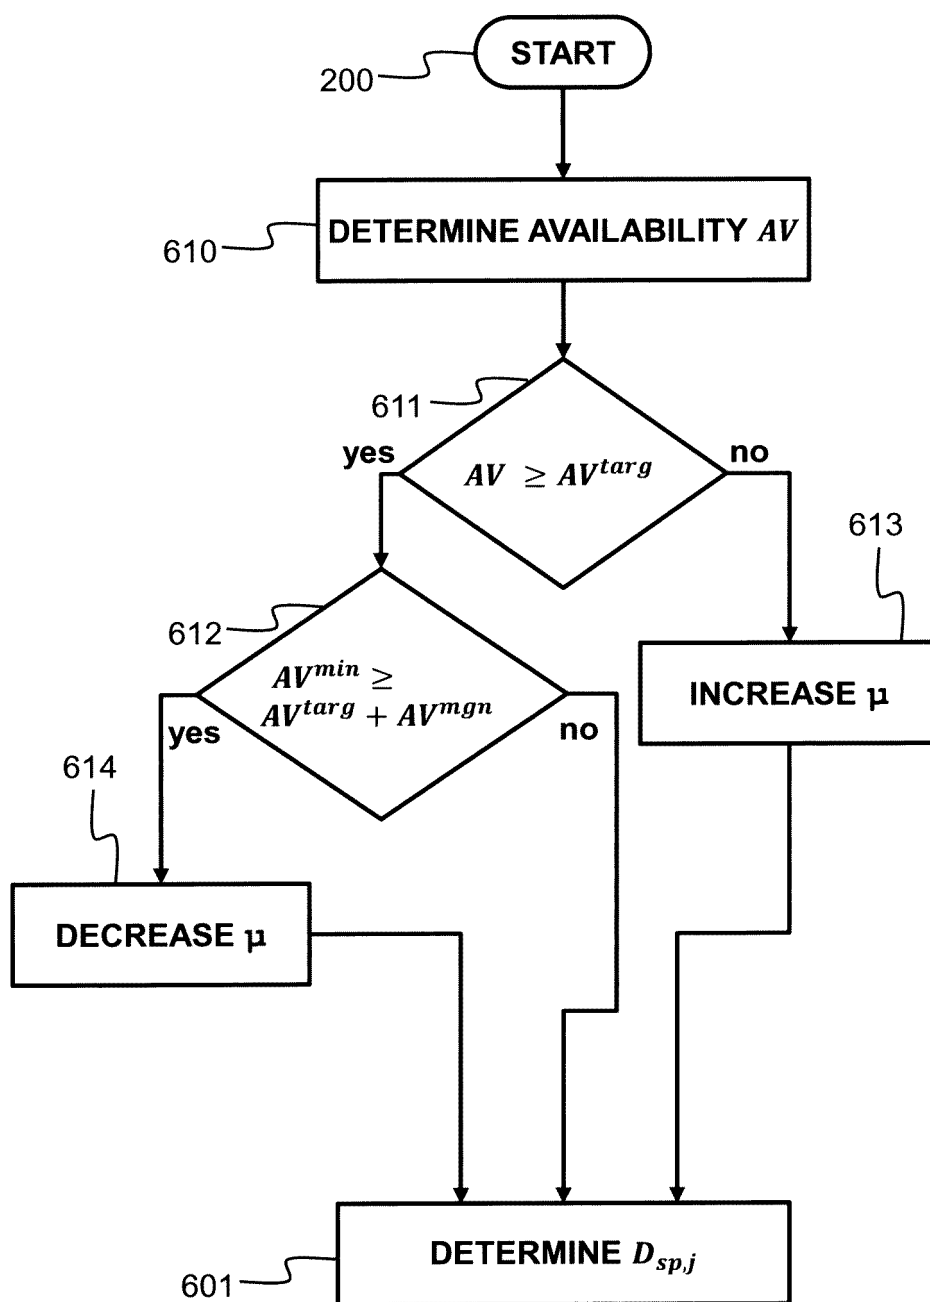 START
200
DETERMINE AVAILABILITY AV
610
611
yes
no
AV ≥ AV^targ
613
612
AV^min ≥
AV^targ + AV^mgn
INCREASE μ
yes
no
614
DECREASE μ
DETERMINE D_sp,j
601